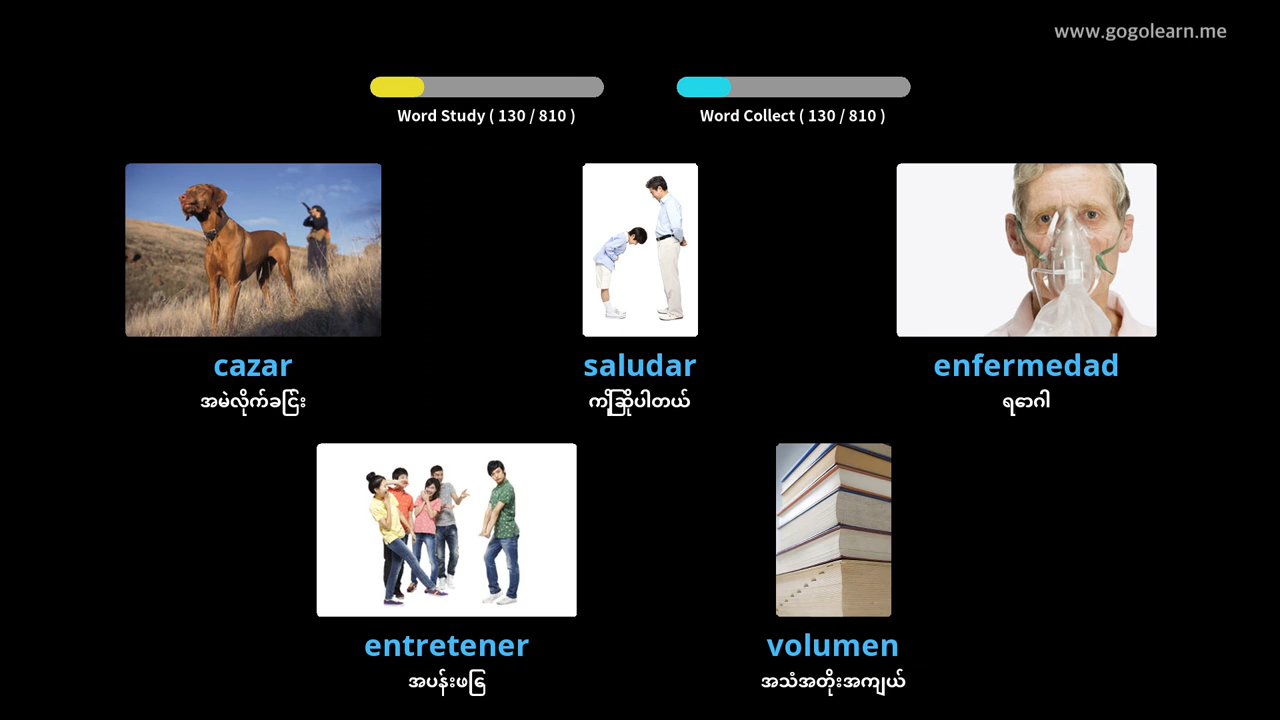 www.gogolearn.me
Word Study ( 130 / 810 )
Word Collect ( 130 / 810 )
cazar
saludar
enfermedad
အမဲလိုက်ခြင်း
ကြိုဆိုပါတယ်
ရောဂါ
entretener
volumen
အပန်းဖြေ
အသံအတိုးအကျယ်